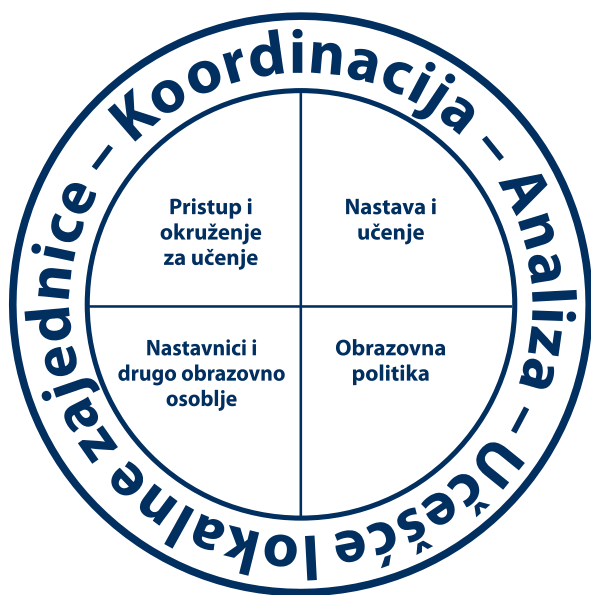 Koordinacija – Analiza – Učešće lokalne zajednice –
Pristup i
okruženje
za učenje
Nastava i
učenje
Nastavnici i
drugo obrazovno
osoblje
Obrazovna
politika